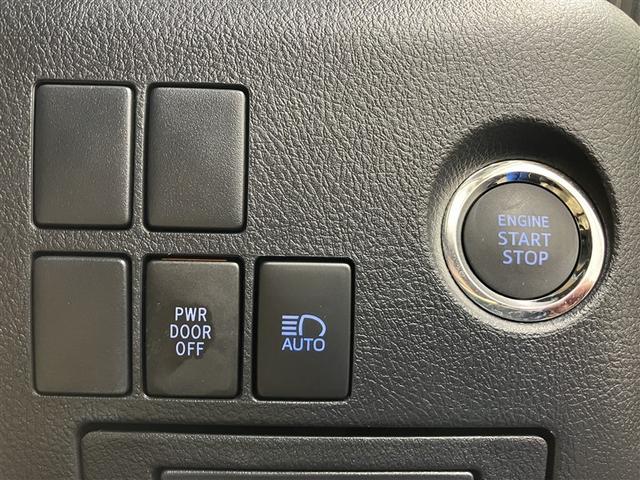 ENGINE
START
STOP
PWR
DOOR
OFF
AUTO